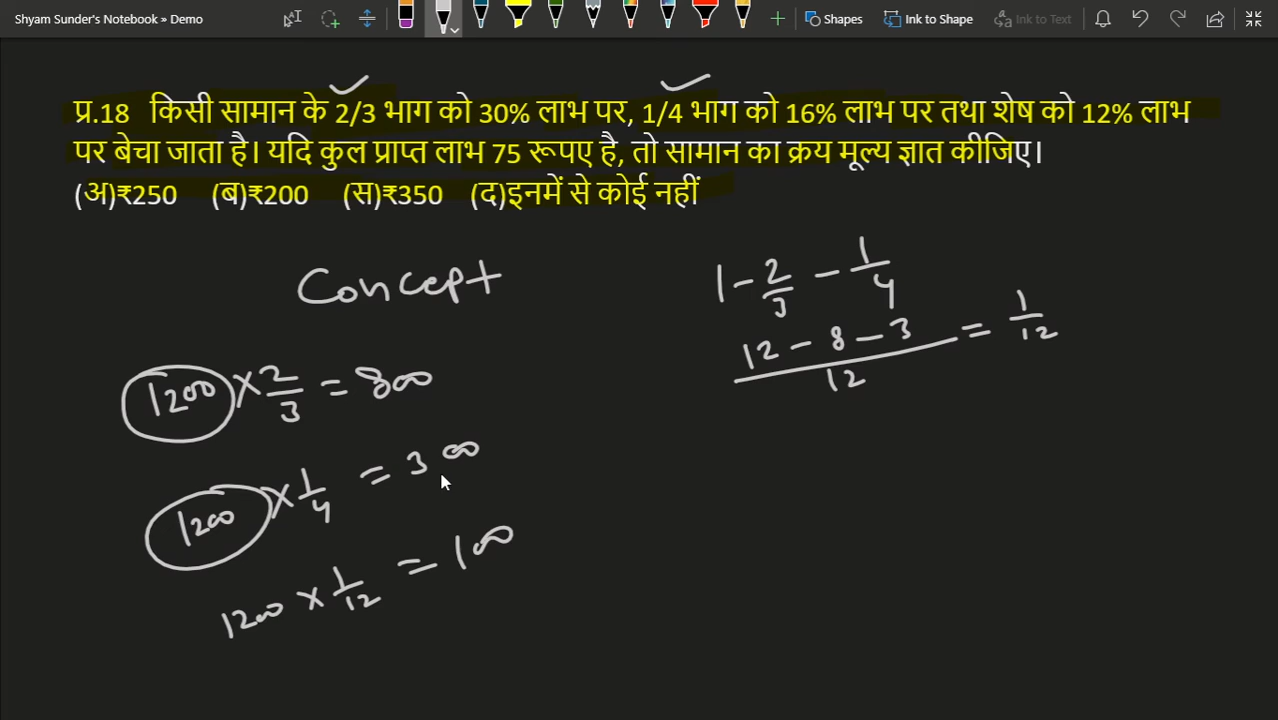 Shyam Sunder's Notebook » Demo
Shapes
Ink to Shape
Ink to Text
प्र.18 किसी सामान के 2/3 भाग को 30% लाभ पर, 1/4 भाग को 16% लाभ पर तथा शेष को 12% लाभ
पर बेचा जाता है। यदि कुल प्राप्त लाभ 75 रूपए है, तो सामान का क्रय मूल्य ज्ञात कीजिए।
(अ)₹250 (ब)₹200 (स)₹350 (द)इनमें से कोई नहीं
Concept
1 - 2/3 - 1/4
12 - 8 - 3 / 12 = 1/12
1200 × 2/3 = 800
1200 × 1/4 = 300
1200 × 1/12 = 100